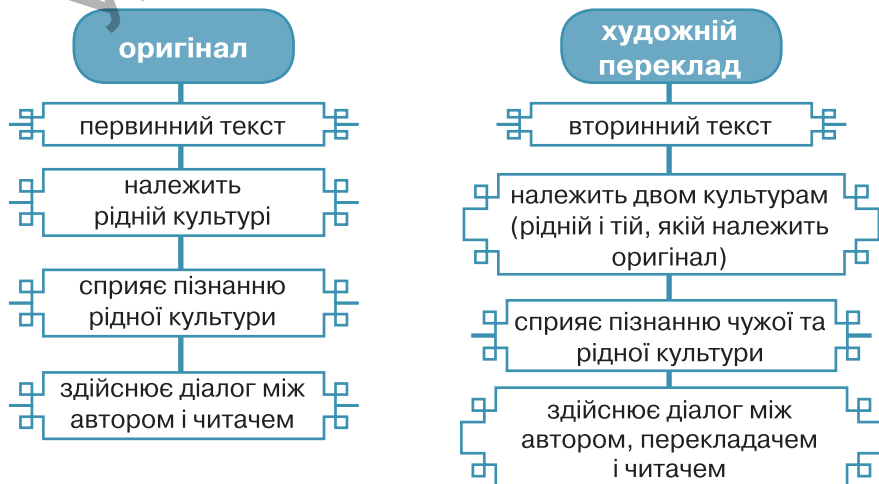 оригінал
первинний текст
належить
рідній культурі
сприяє пізнанню
рідної культури
здійснює діалог між
автором і читачем
художній
переклад
вторинний текст
належить двом культурам
(рідній і тій, якій належить
оригінал)
сприяє пізнанню чужої та
рідної культури
здійснює діалог між
автором, перекладачем
і читачем